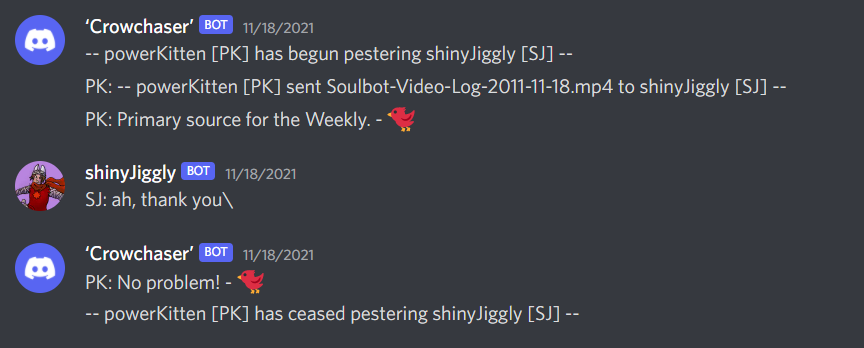 ‘Crowchaser’ BOT 11/18/2021
-- powerKitten [PK] has begun pestering shinyJiggly [SJ] --
PK: -- powerKitten [PK] sent Soulbot-Video-Log-2011-11-18.mp4 to shinyJiggly [SJ] --
PK: Primary source for the Weekly. -
shinyJiggly BOT 11/18/2021
SJ: ah, thank you\
‘Crowchaser’ BOT 11/18/2021
PK: No problem! -
-- powerKitten [PK] has ceased pestering shinyJiggly [SJ] --